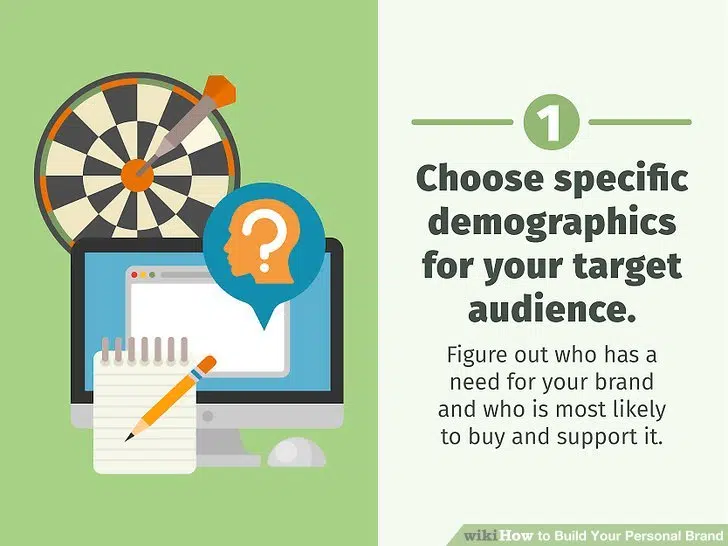 1
Choose specific
demographics
for your target
audience.
Figure out who has a
need for your brand
and who is most likely
to buy and support it.
wikiHow to Build Your Personal Brand
?